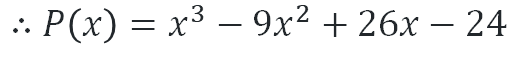 ∴ P(x) = x³ − 9x² + 26x − 24